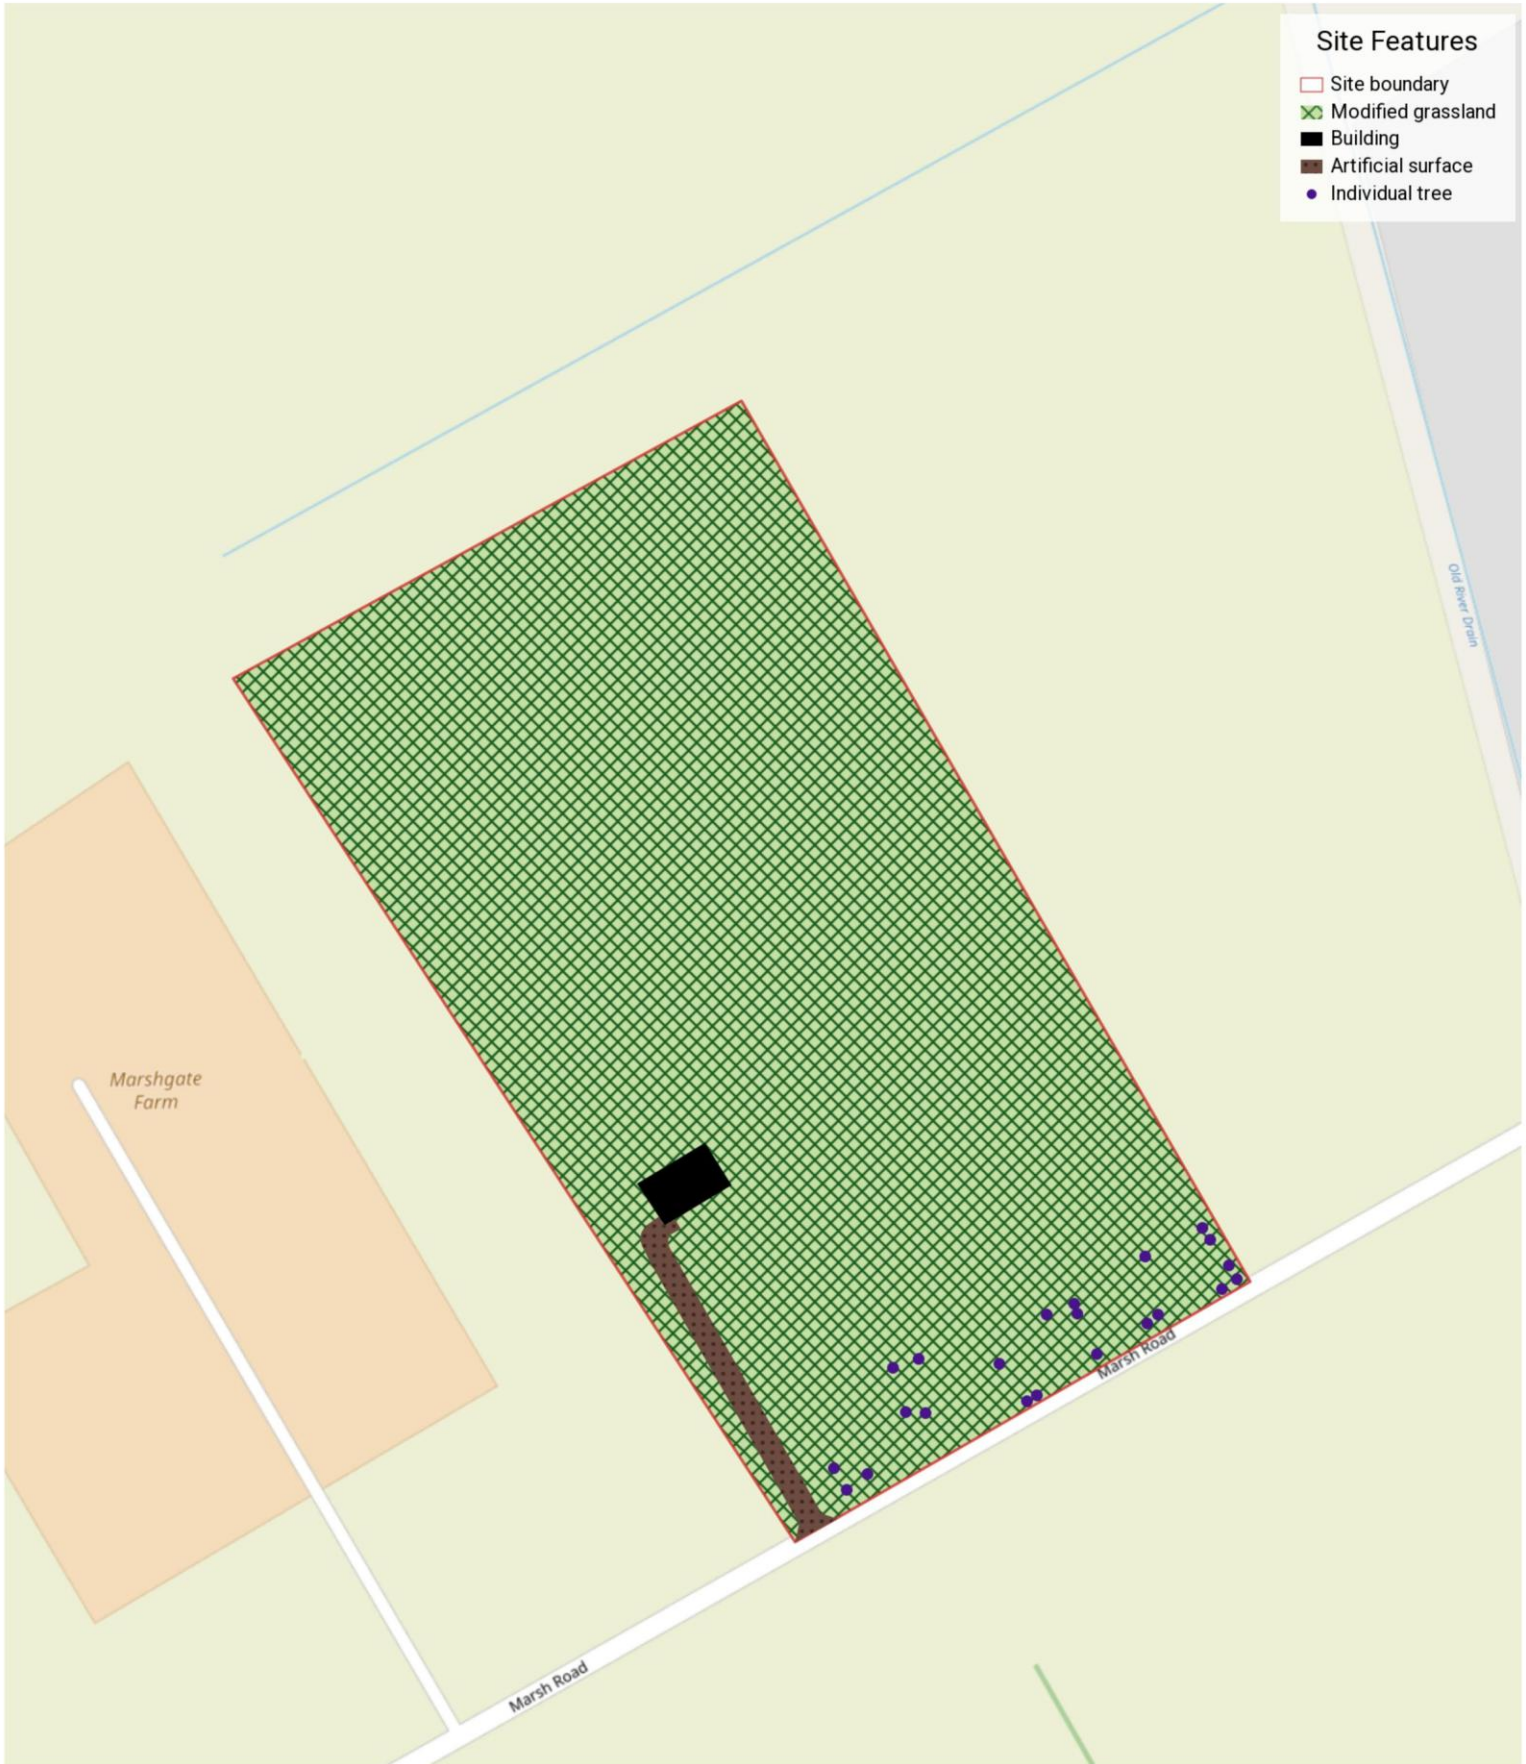 Site Features
Site boundary
Modified grassland
Building
Artificial surface
Individual tree
Old River Drain
Marshgate
Farm
Marsh Road
Marsh Road